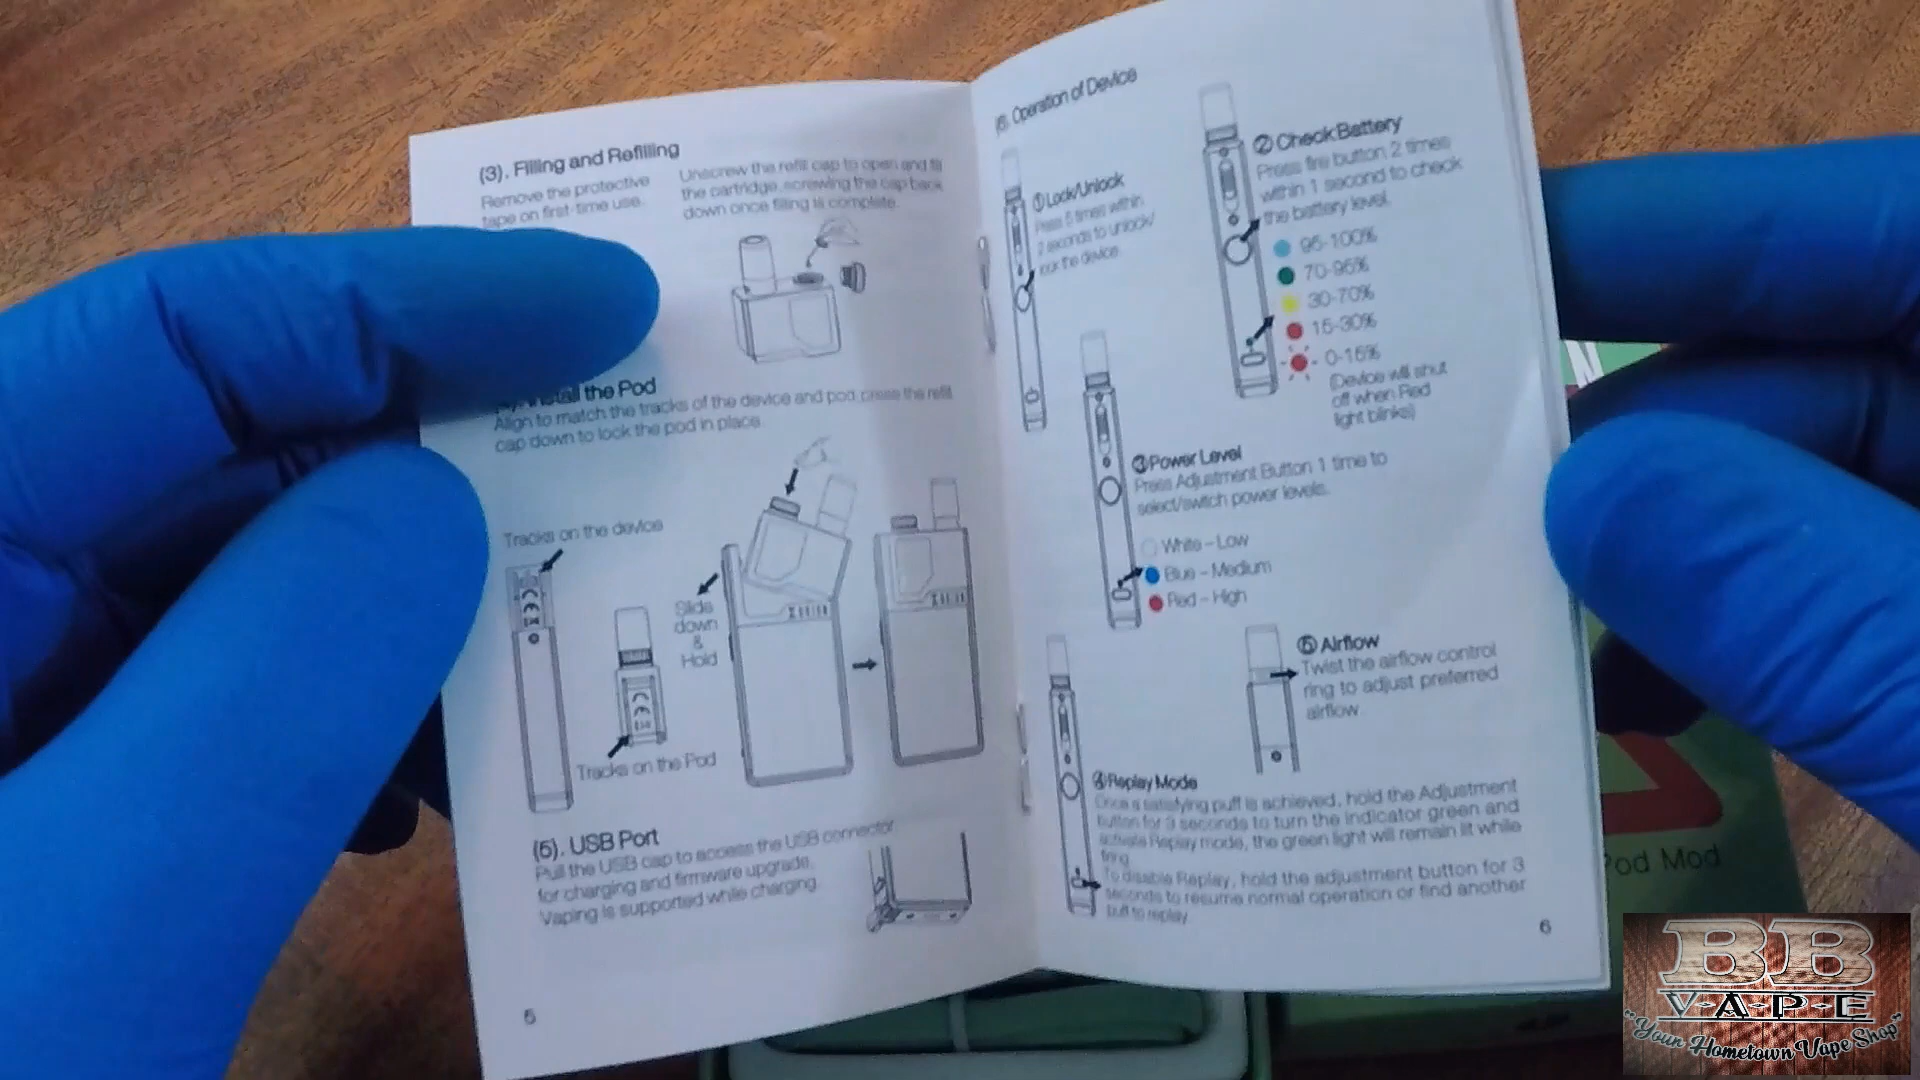 (3). Filling and Refilling
Remove the protective
tape on first-time use.
Unscrew the refill cap to open and fill
the cartridge, screwing the cap back
down once filling is complete.
Install the Pod
Align to match the tracks of the device and pod, press the refill
cap down to lock the pod in place.
Tracks on the device
Slide
down
&
Hold
Tracks on the Pod
(5). USB Port
Pull the USB cap to access the USB connector
for charging and firmware upgrade.
Vaping is supported while charging.
5
(6). Operation of Device
① Lock/Unlock
Press 5 times within
2 seconds to unlock/
lock the device.
② Check Battery
Press fire button 2 times
within 1 second to check
the battery level.
95-100%
70-95%
30-70%
15-30%
0-15%
(Device will shut
off when Red
light blinks)
③ Power Level
Press Adjustment Button 1 time to
select/switch power levels.
White – Low
Blue – Medium
Red – High
⑤ Airflow
Twist the airflow control
ring to adjust preferred
airflow.
④ Replay Mode
Once a satisfying puff is achieved, hold the Adjustment
button for 3 seconds to turn the indicator green and
activate Replay mode, the green light will remain lit while
firing.
To disable Replay, hold the adjustment button for 3
seconds to resume normal operation or find another
puff to replay.
6
N
Pod Mod
BB
V-A-P-E
"Your Hometown Vape Shop"